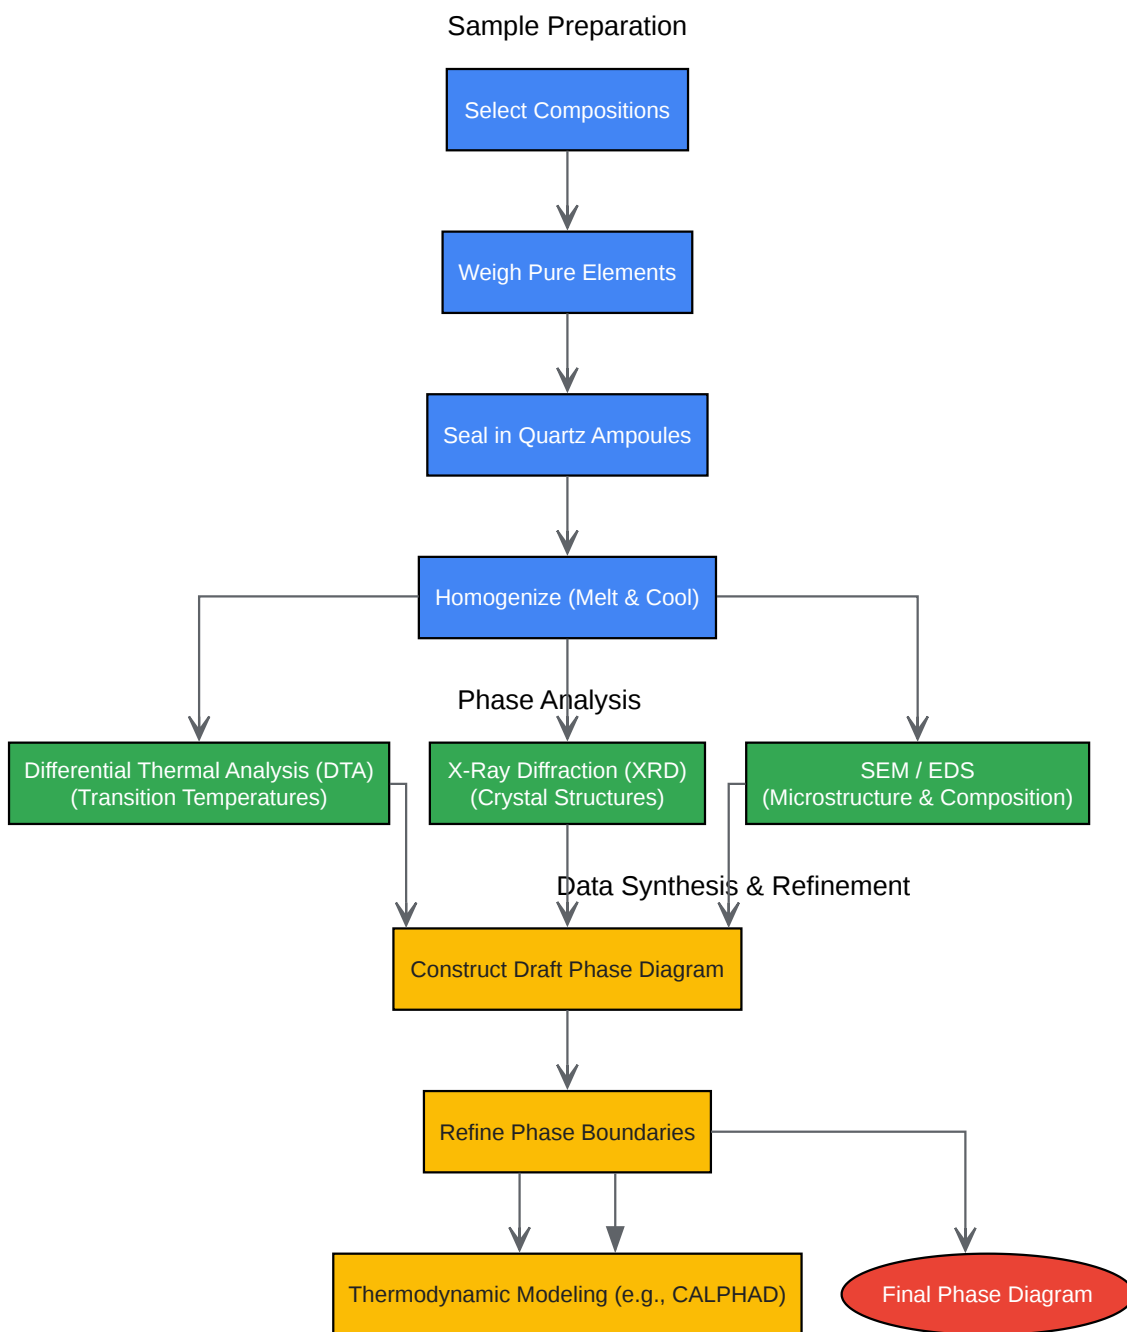 Sample Preparation
Select Compositions
Weigh Pure Elements
Seal in Quartz Ampoules
Homogenize (Melt & Cool)
Phase Analysis
Differential Thermal Analysis (DTA)
(Transition Temperatures)
X-Ray Diffraction (XRD)
(Crystal Structures)
SEM / EDS
(Microstructure & Composition)
Data Synthesis & Refinement
Construct Draft Phase Diagram
Refine Phase Boundaries
Thermodynamic Modeling (e.g., CALPHAD)
Final Phase Diagram